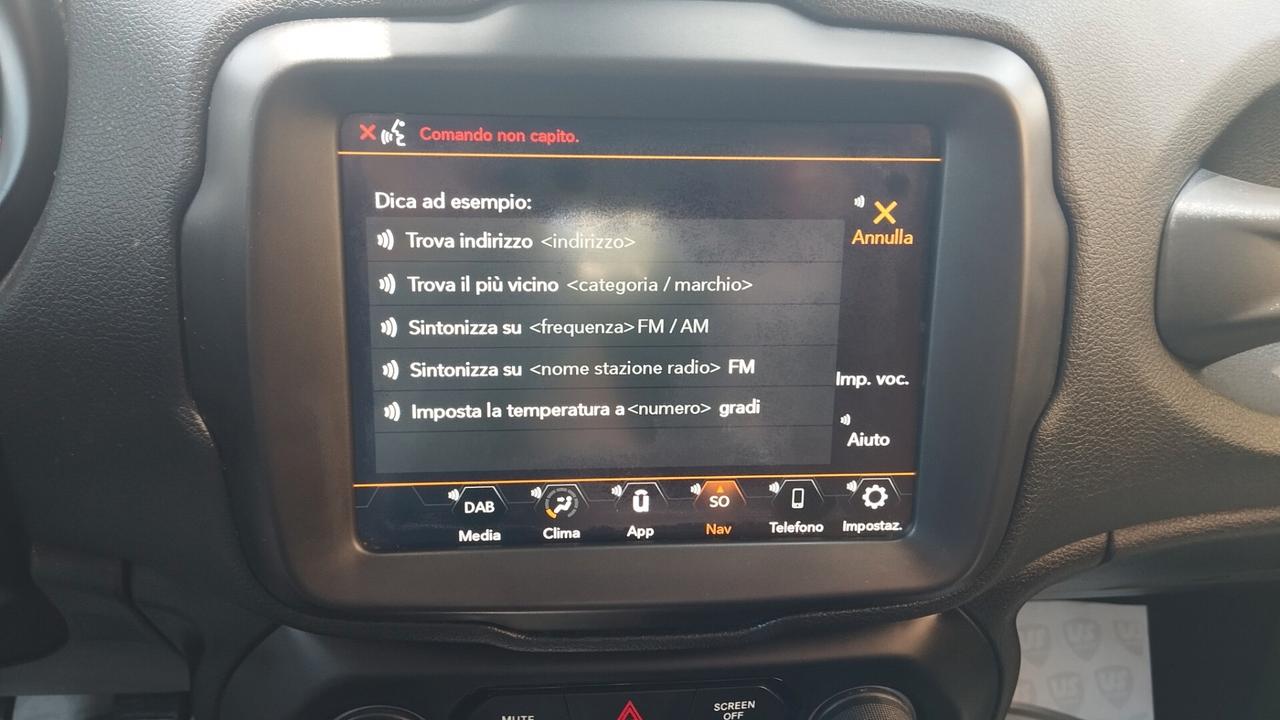 Comando non capito.
Dica ad esempio:
Annulla
Trova indirizzo <indirizzo>
Trova il più vicino <categoria / marchio>
Sintonizza su <frequenza> FM / AM
Sintonizza su <nome stazione radio> FM
Imp. voc.
Imposta la temperatura a <numero> gradi
Aiuto
DAB
SO
Media
Clima
App
Nav
Telefono
Impostaz.
MUTE
SCREEN
OFF